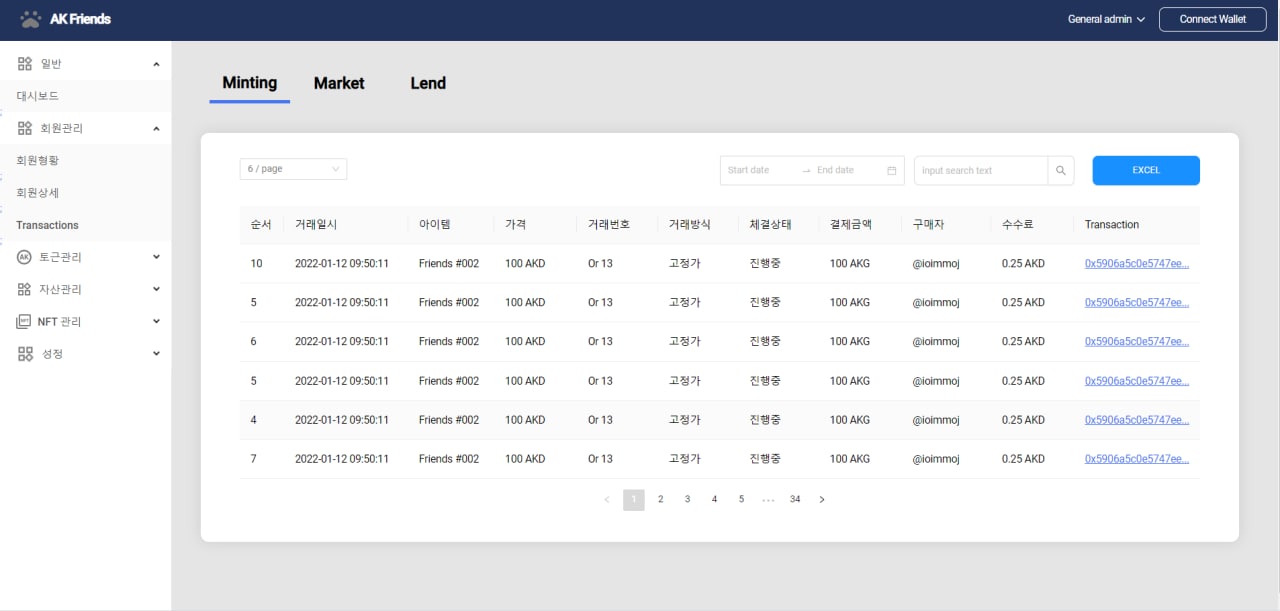 AK Friends
General admin
Connect Wallet
일반
대시보드
회원관리
회원형황
회원상세
Transactions
토근관리
자산관리
NFT 관리
성정
Minting Market Lend
6 / page
Start date → End date
Input search text
EXCEL
순서 거래일시 아이템 가격 거래번호 거래방식 체결상태 결제금액 구매자 수수료 Transaction
10 2022-01-12 09:50:11 Friends #002 100 AKD Or 13 고정가 진행중 100 AKG @ioimmoj 0.25 AKD 0x5906a5c0e5747ee...
5 2022-01-12 09:50:11 Friends #002 100 AKD Or 13 고정가 진행중 100 AKG @ioimmoj 0.25 AKD 0x5906a5c0e5747ee...
6 2022-01-12 09:50:11 Friends #002 100 AKD Or 13 고정가 진행중 100 AKG @ioimmoj 0.25 AKD 0x5906a5c0e5747ee...
5 2022-01-12 09:50:11 Friends #002 100 AKD Or 13 고정가 진행중 100 AKG @ioimmoj 0.25 AKD 0x5906a5c0e5747ee...
4 2022-01-12 09:50:11 Friends #002 100 AKD Or 13 고정가 진행중 100 AKG @ioimmoj 0.25 AKD 0x5906a5c0e5747ee...
7 2022-01-12 09:50:11 Friends #002 100 AKD Or 13 고정가 진행중 100 AKG @ioimmoj 0.25 AKD 0x5906a5c0e5747ee...
< 1 2 3 4 5 ... 34 >